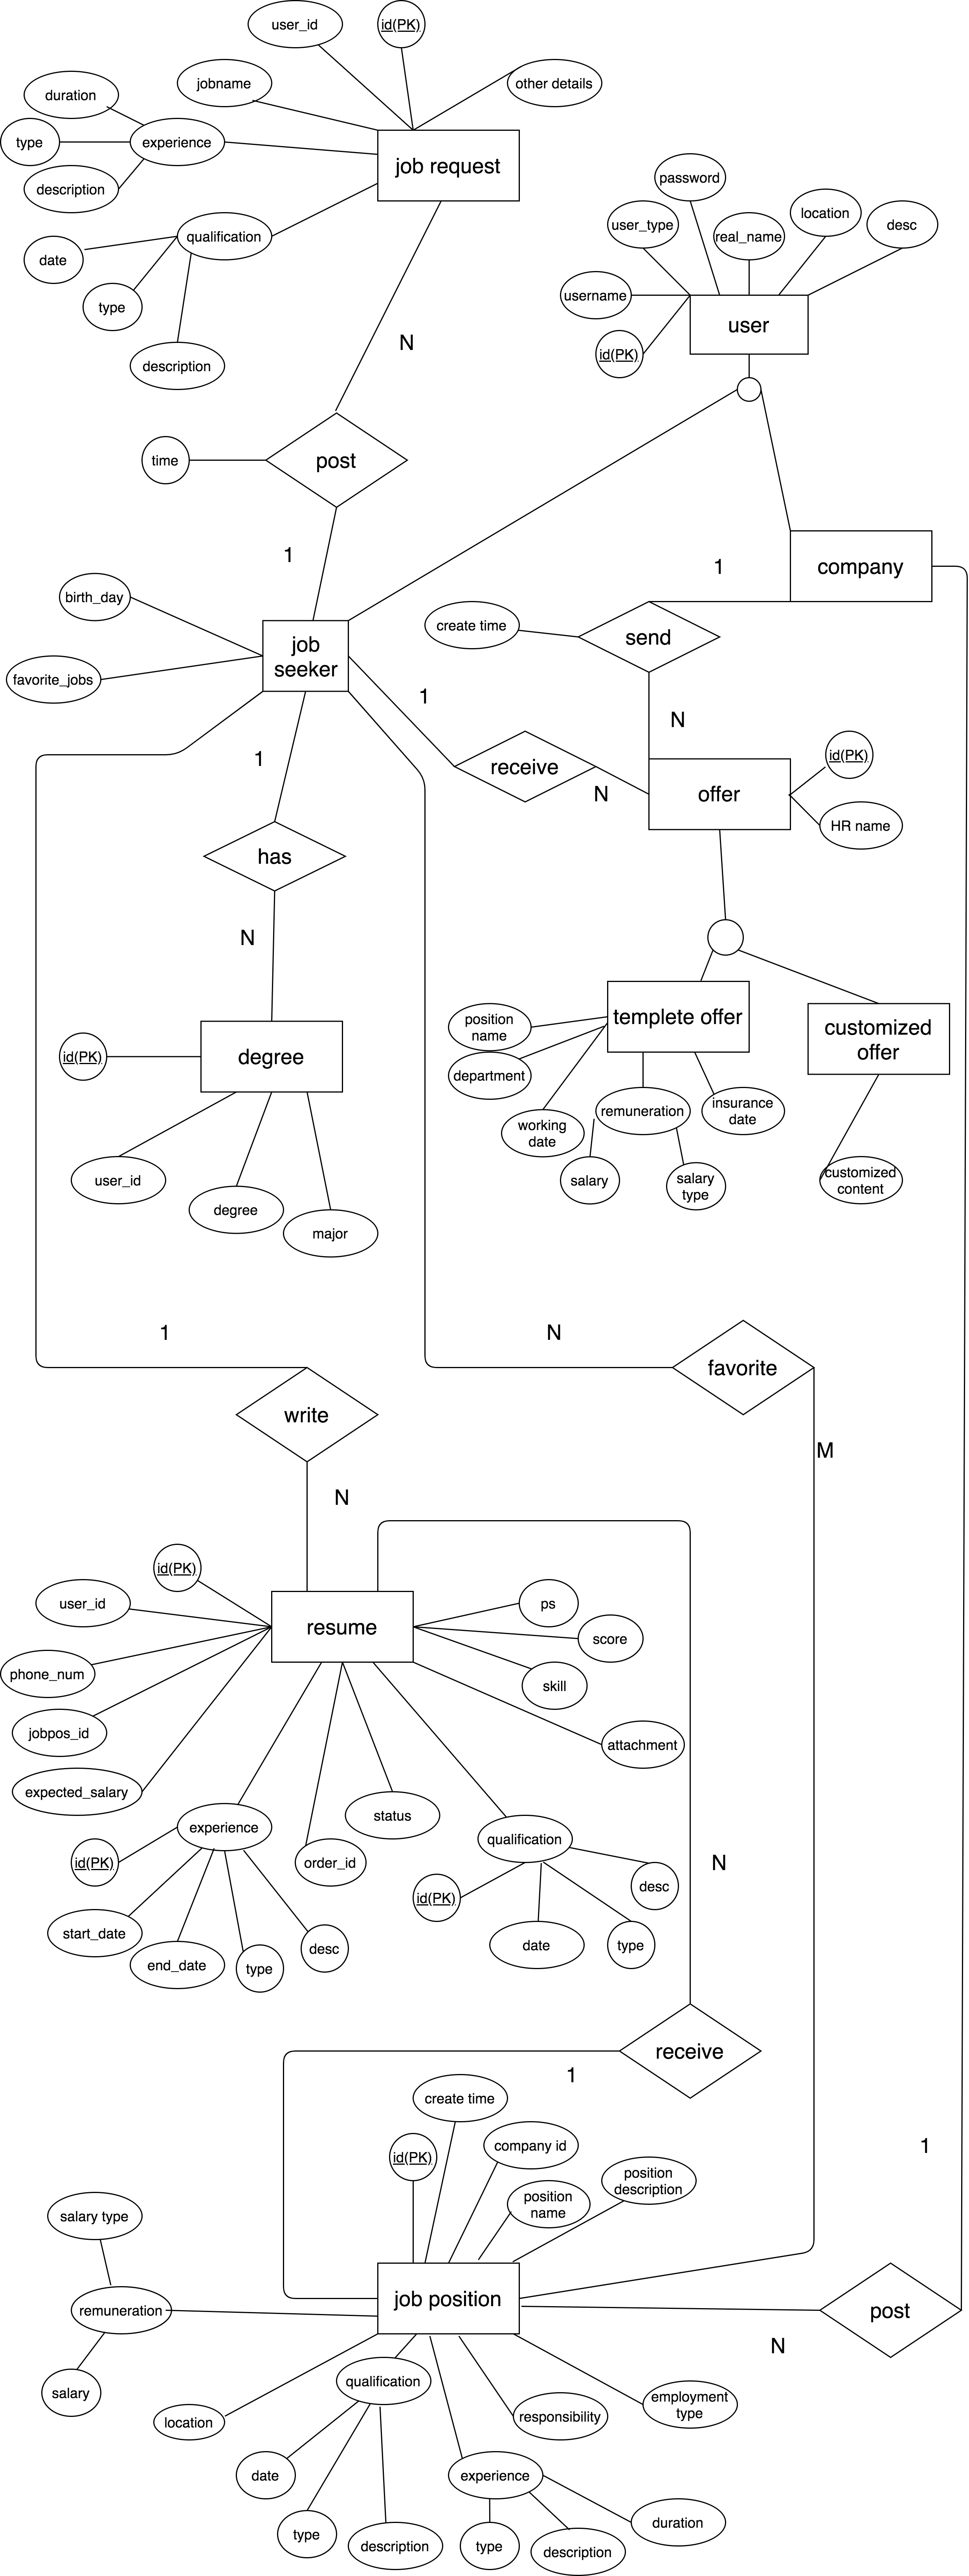 user_id
id(PK)
jobname
other details
duration
type
experience
description
job request
qualification
date
type
description
N
password
user_type
real_name
location
desc
username
user
id(PK)
time
post
1
birth_day
favorite_jobs
job
seeker
1
company
create time
send
1
receive
N
N
offer
id(PK)
HR name
1
has
N
id(PK)
degree
user_id
degree
major
position
name
templete offer
customized
offer
department
working
date
remuneration
insurance
date
salary
salary
type
customized
content
1
N
favorite
M
write
N
id(PK)
user_id
phone_num
jobpos_id
expected_salary
resume
ps
score
skill
attachment
experience
status
order_id
qualification
id(PK)
start_date
end_date
type
desc
id(PK)
date
type
desc
N
receive
1
create time
id(PK)
company id
position
name
position
description
1
salary type
remuneration
salary
job position
post
N
location
qualification
responsibility
employment
type
date
type
description
experience
type
description
duration